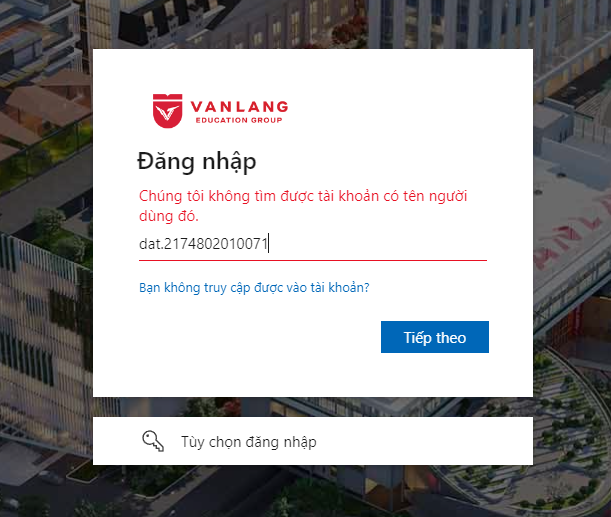 VANLANG
EDUCATION GROUP
Đăng nhập
Chúng tôi không tìm được tài khoản có tên người
dùng đó.
dat.2174802010071
Bạn không truy cập được vào tài khoản?
Tiếp theo
Tùy chọn đăng nhập
VANLANG